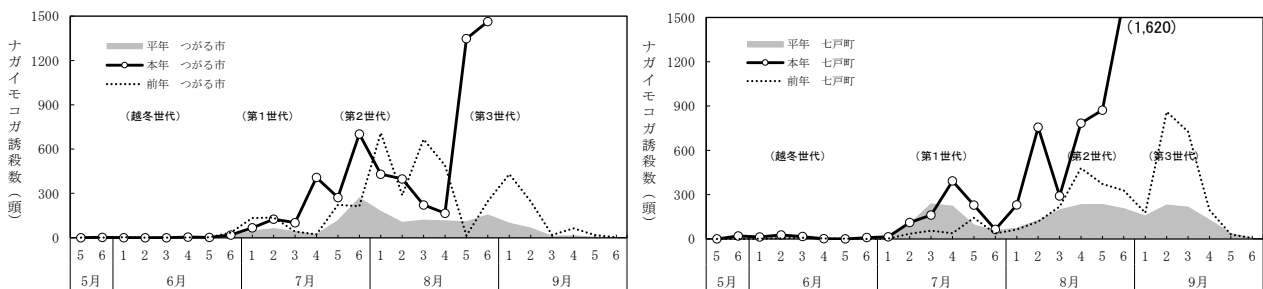 ナガイモコガ誘殺数（頭）
1500
1200
900
600
300
0
平年　つがる市
本年　つがる市
前年　つがる市
（越冬世代）
（第1世代）
（第2世代）
（第3世代）
5 6 1 2 3 4 5 6 1 2 3 4 5 6 1 2 3 4 5 6 1 2 3 4 5 6
5月 6月 7月 8月 9月
ナガイモコガ誘殺数（頭）
1500
1200
900
600
300
0
平年　七戸町
本年　七戸町
前年　七戸町
（1,620）
（越冬世代）
（第1世代）
（第2世代）
（第3世代）
5 6 1 2 3 4 5 6 1 2 3 4 5 6 1 2 3 4 5 6 1 2 3 4 5 6
5月 6月 7月 8月 9月